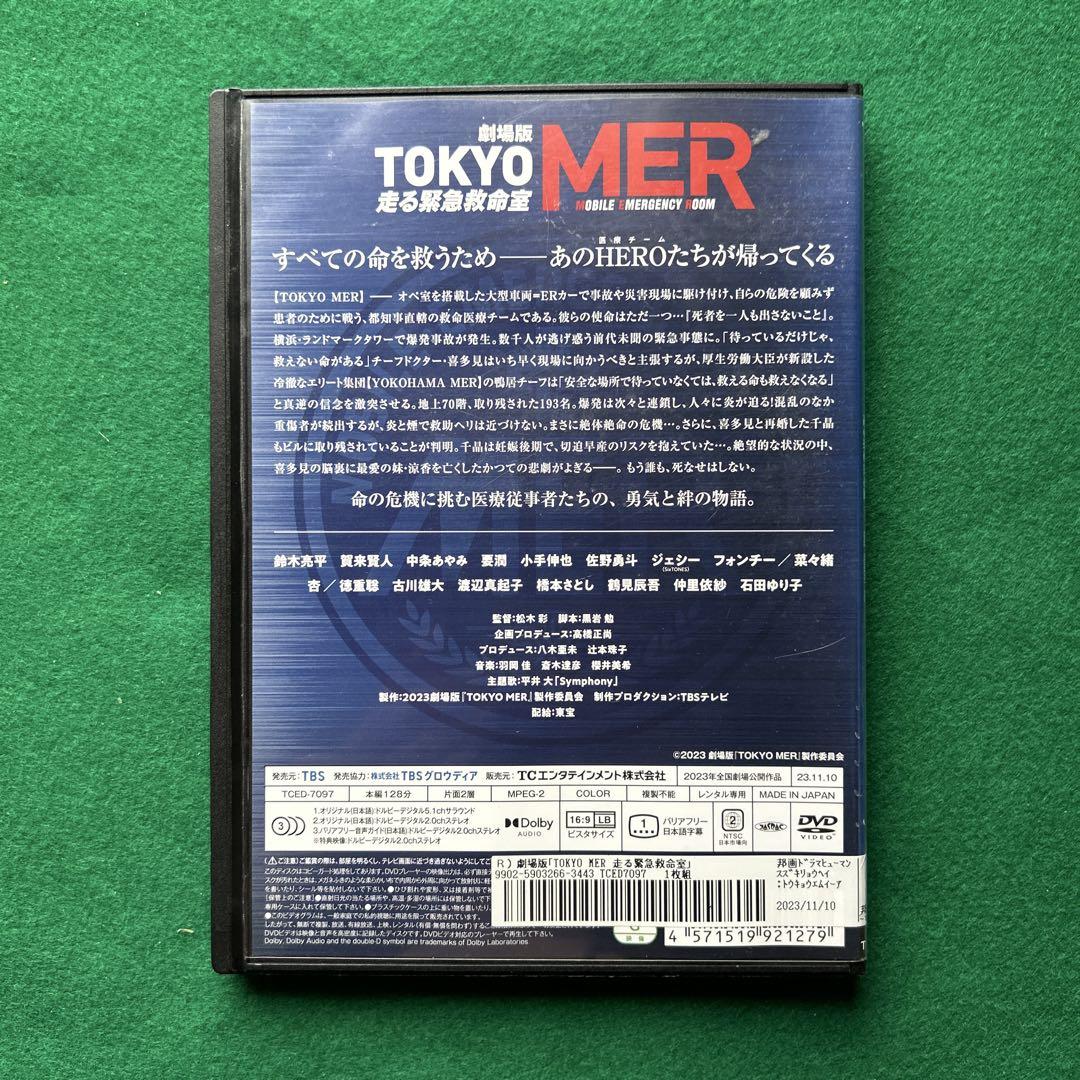 劇場版
TOKYO MER
走る緊急救命室
MOBILE EMERGENCY ROOM
医療チーム
すべての命を救うため――あのHEROたちが帰ってくる
【TOKYO MER】―― オペ室を搭載した大型車両=ERカーで事故や災害現場に駆け付け、自らの危険を顧みず
患者のために戦う、都知事直轄の救命医療チームである。彼らの使命はただ一つ…『死者を一人も出さないこと』。
横浜・ランドマークタワーで爆発事故が発生。数千人が逃げ惑う前代未聞の緊急事態に。「待っているだけじゃ、
救えない命がある」チーフドクター・喜多見はいち早く現場に向かうべきと主張するが、厚生労働大臣が新設した
冷徹なエリート集団【YOKOHAMA MER】の鴨居チーフは「安全な場所で待っていなくては、救える命も救えなくなる」
と真逆の信念を激突させる。地上70階、取り残された193名。爆発は次々と連鎖し、人々に炎が迫る!混乱のなか
重傷者が続出するが、炎と煙で救助ヘリは近づけない。まさに絶体絶命の危機…。さらに、喜多見と再婚した千晶
もビルに取り残されていることが判明。千晶は妊娠後期で、切迫早産のリスクを抱えていた…。絶望的な状況の中、
喜多見の脳裏に最愛の妹・涼香を亡くしたかつての悲劇がよぎる――。もう誰も、死なせはしない。
命の危機に挑む医療従事者たちの、勇気と絆の物語。
鈴木亮平 賀来賢人 中条あやみ 要潤 小手伸也 佐野勇斗 ジェシー フォンチー/菜々緒
(SixTONES)
杏/徳重聡 古川雄大 渡辺真起子 橋本さとし 鶴見辰吾 仲里依紗 石田ゆり子
監督:松木 彩 脚本:黒岩 勉
企画プロデュース:高橋正尚
プロデュース:八木亜未 辻本珠子
音楽:羽岡 佳 斎木達彦 櫻井美希
主題歌:平井 大「Symphony」
製作:2023劇場版『TOKYO MER』製作委員会 制作プロダクション:TBSテレビ
配給:東宝
©2023 劇場版『TOKYO MER』製作委員会
発売元:TBS 発売協力:株式会社TBSグロウディア 販売元:TCエンタテインメント株式会社 2023年全国劇場公開作品 23.11.10
TCED-7097 本編128分 片面2層 MPEG-2 COLOR 複製不能 レンタル専用 MADE IN JAPAN
3
1.オリジナル(日本語)ドルビーデジタル5.1chサラウンド
2.オリジナル(日本語)ドルビーデジタル2.0chステレオ
3.バリアフリー音声ガイド(日本語)ドルビーデジタル2.0chステレオ
※特典映像:ドルビーデジタル2.0chステレオ
Dolby AUDIO
16:9 LB
ビスタサイズ
1
バリアフリー
日本語字幕
2
NTSC
日本市場向
DVD
VIDEO
R) 劇場版「TOKYO MER 走る緊急救命室」
9902-5903266-3443 TCED7097 1枚組
邦画ドラマヒューマン
スズキリョウヘイ
:トウキョウエムイーア
2023/11/10
4 571519 921279
Dolby, Dolby Audio and the double-D symbol are trademarks of Dolby Laboratories